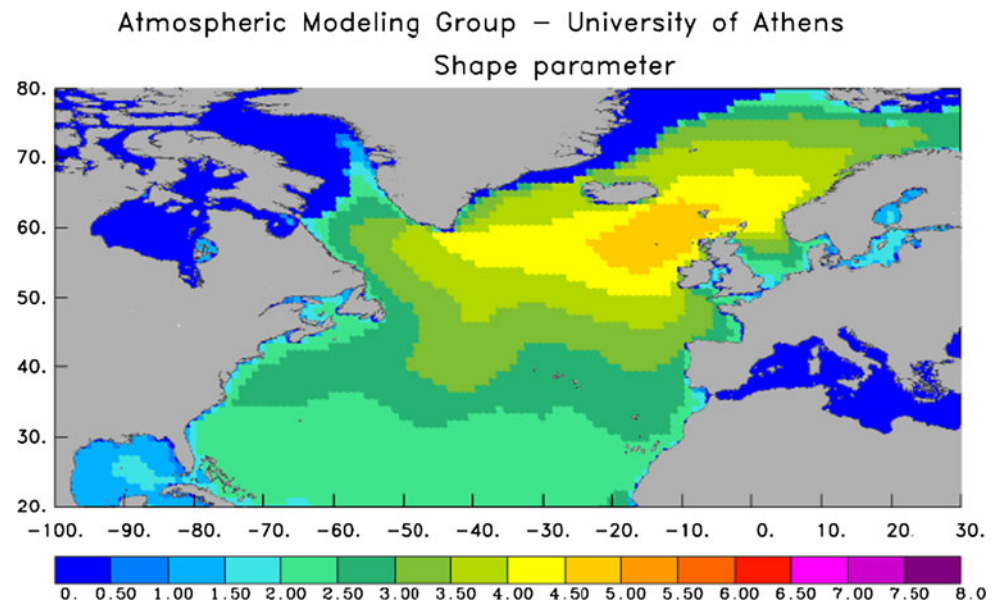 Atmospheric Modeling Group – University of Athens
Shape parameter
80.
70.
60.
50.
40.
30.
20.
-100. -90. -80. -70. -60. -50. -40. -30. -20. -10. 0. 10. 20. 30.
0. 0.50 1.00 1.50 2.00 2.50 3.00 3.50 4.00 4.50 5.00 5.50 6.00 6.50 7.00 7.50 8.0